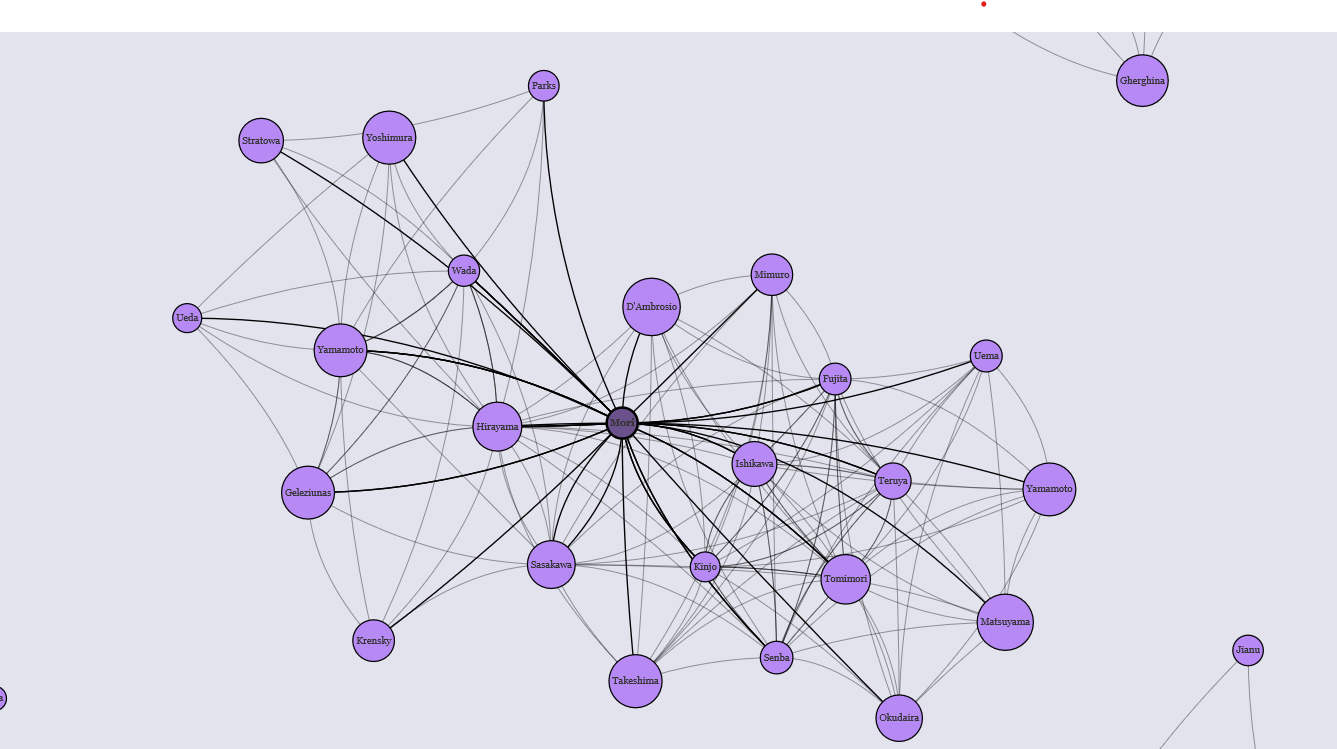 Gherghina
Parks
Yoshimura
Stratowa
Wada
Mimuro
D'Ambrosio
Ueda
Yamamoto
Uema
Fujita
Mori
Hirayama
Ishikawa
Teruya
Yamamoto
Geleziunas
Sasakawa
Kinjo
Tomimori
Matsuyama
Krensky
Jianu
Senba
Takeshima
Okudaira